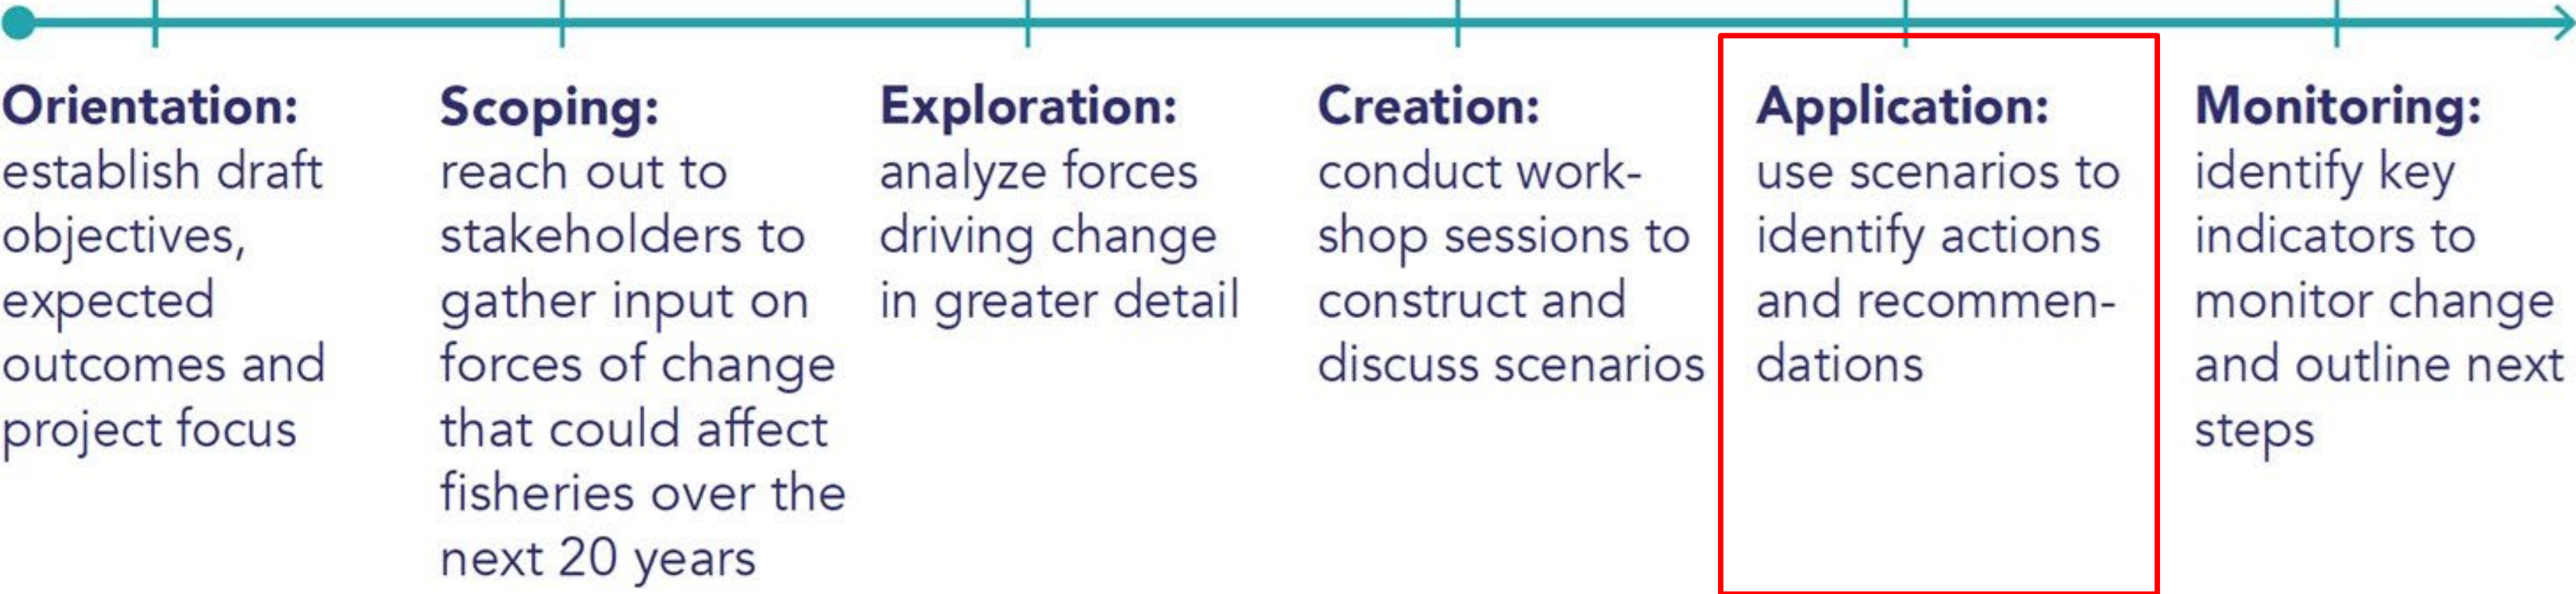 Orientation:
establish draft
objectives,
expected
outcomes and
project focus
Scoping:
reach out to
stakeholders to
gather input on
forces of change
that could affect
fisheries over the
next 20 years
Exploration:
analyze forces
driving change
in greater detail
Creation:
conduct work-
shop sessions to
construct and
discuss scenarios
Application:
use scenarios to
identify actions
and recommen-
dations
Monitoring:
identify key
indicators to
monitor change
and outline next
steps